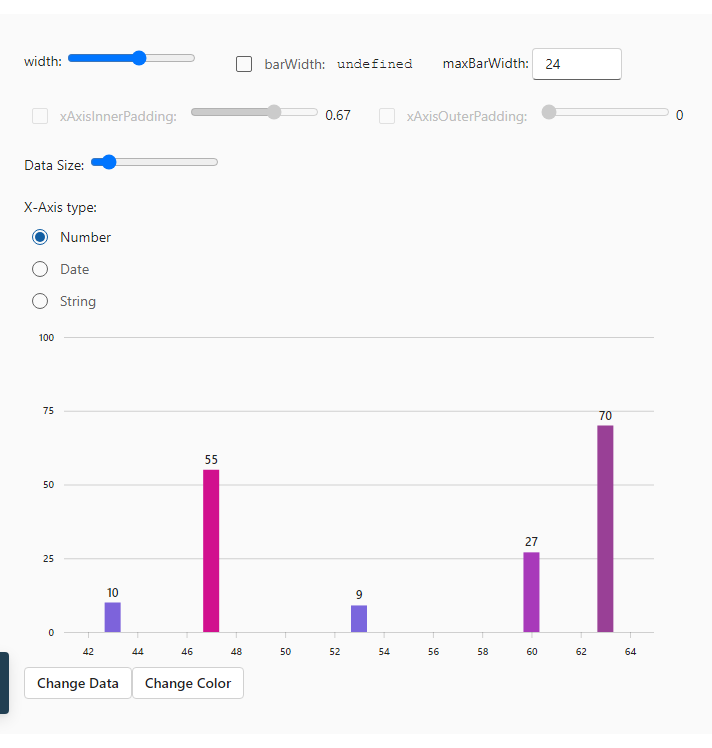 width: barWidth: undefined maxBarWidth: 24
xAxisInnerPadding: 0.67 xAxisOuterPadding: 0
Data Size:
X-Axis type:
Number
Date
String
100
75
70
55
50
27
25
10
9
0
42 44 46 48 50 52 54 56 58 60 62 64
Change Data Change Color